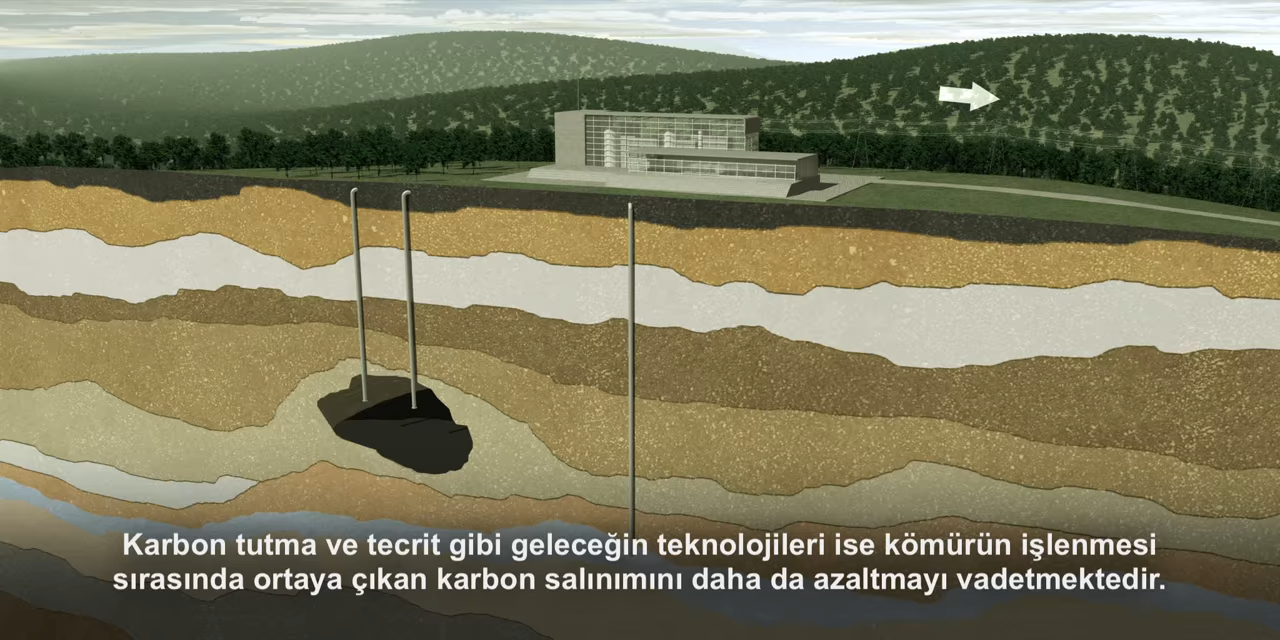 Karbon tutma ve tecrit gibi geleceğin teknolojileri ise kömürün işlenmesi
sırasında ortaya çıkan karbon salınımını daha da azaltmayı vadetmektedir.